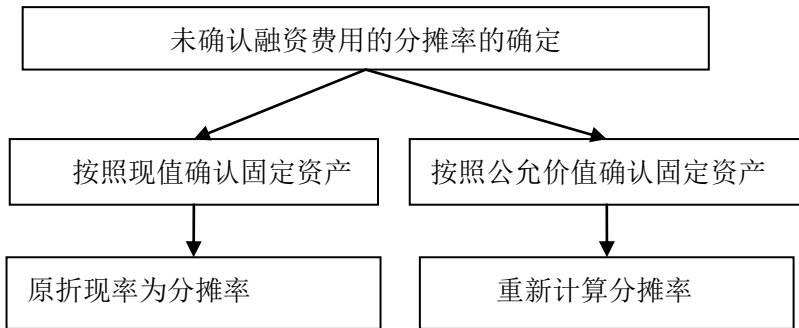 未确认融资费用的分摊率的确定
按照现值确认固定资产
按照公允价值确认固定资产
原折现率为分摊率
重新计算分摊率